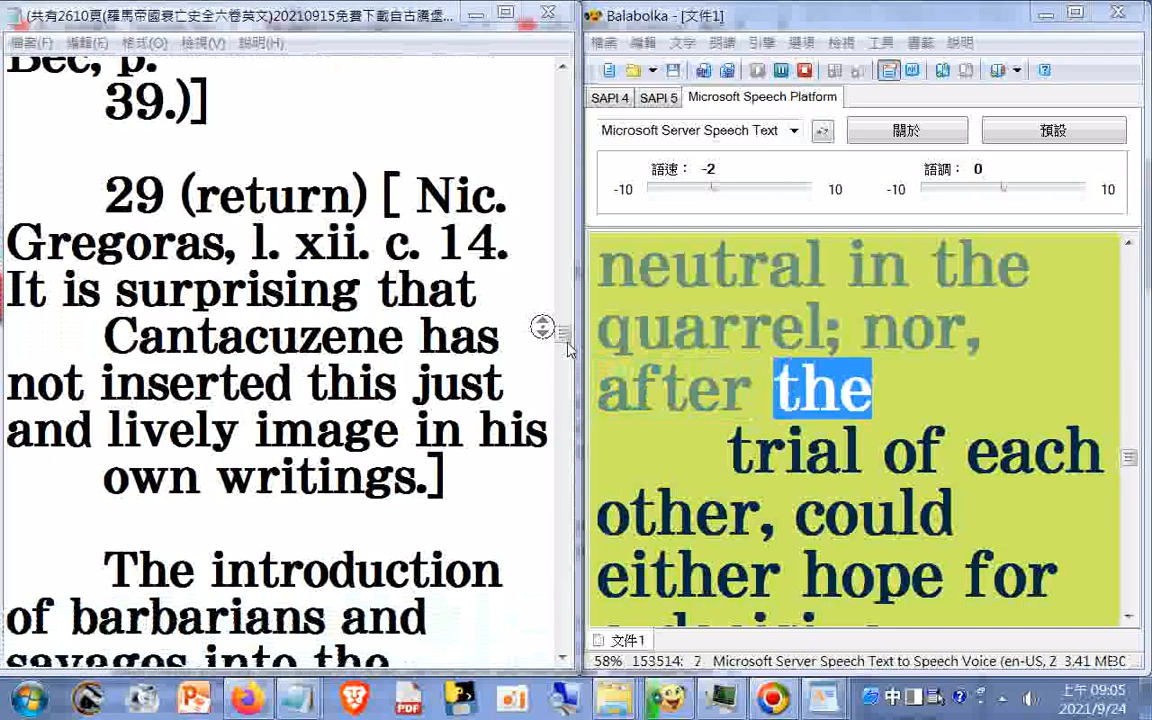 (共有2610頁(羅馬帝國衰亡史全六卷英文)20210915免費下載自古騰堡...
檔案(F) 編輯(E) 格式(O) 檢視(V) 說明(H)
Bec, p.
39.)]
29 (return) [ Nic.
Gregoras, l. xii. c. 14.
It is surprising that
Cantacuzene has
not inserted this just
and lively image in his
own writings.]
The introduction
of barbarians and
savages into the
Balabolka - [文件1]
檔案 編輯 文字 朗讀 引擎 選項 檢視 工具 書籤 說明
SAPI 4 SAPI 5 Microsoft Speech Platform
Microsoft Server Speech Text
關於 預設
語速： -2 語調： 0
-10 10 -10 10
neutral in the
quarrel; nor,
after the
trial of each
other, could
either hope for
文件1
58% 153514: 2 Microsoft Server Speech Text to Speech Voice (en-US, Z 3.41 MB
中
上午 09:05
2021/9/24